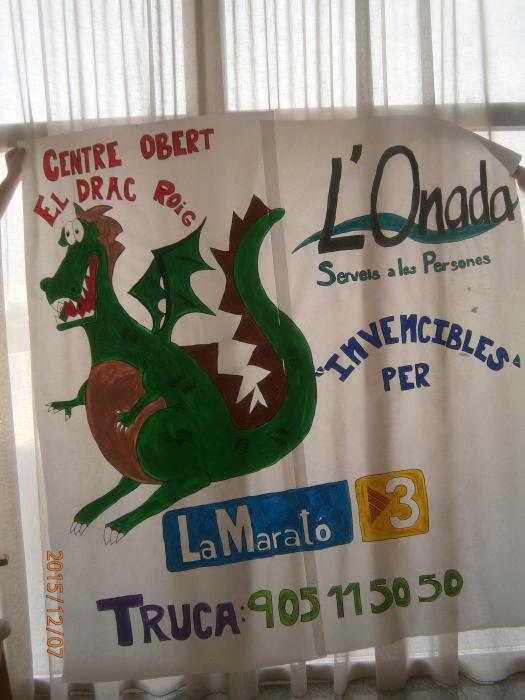 CENTRE OBERT
EL DRAC ROIG
L'Onada
Serveis a les Persones
"INVENCIBLES"
PER
LaMarató 3
TRUCA: 905 11 50 50
2015/12/07